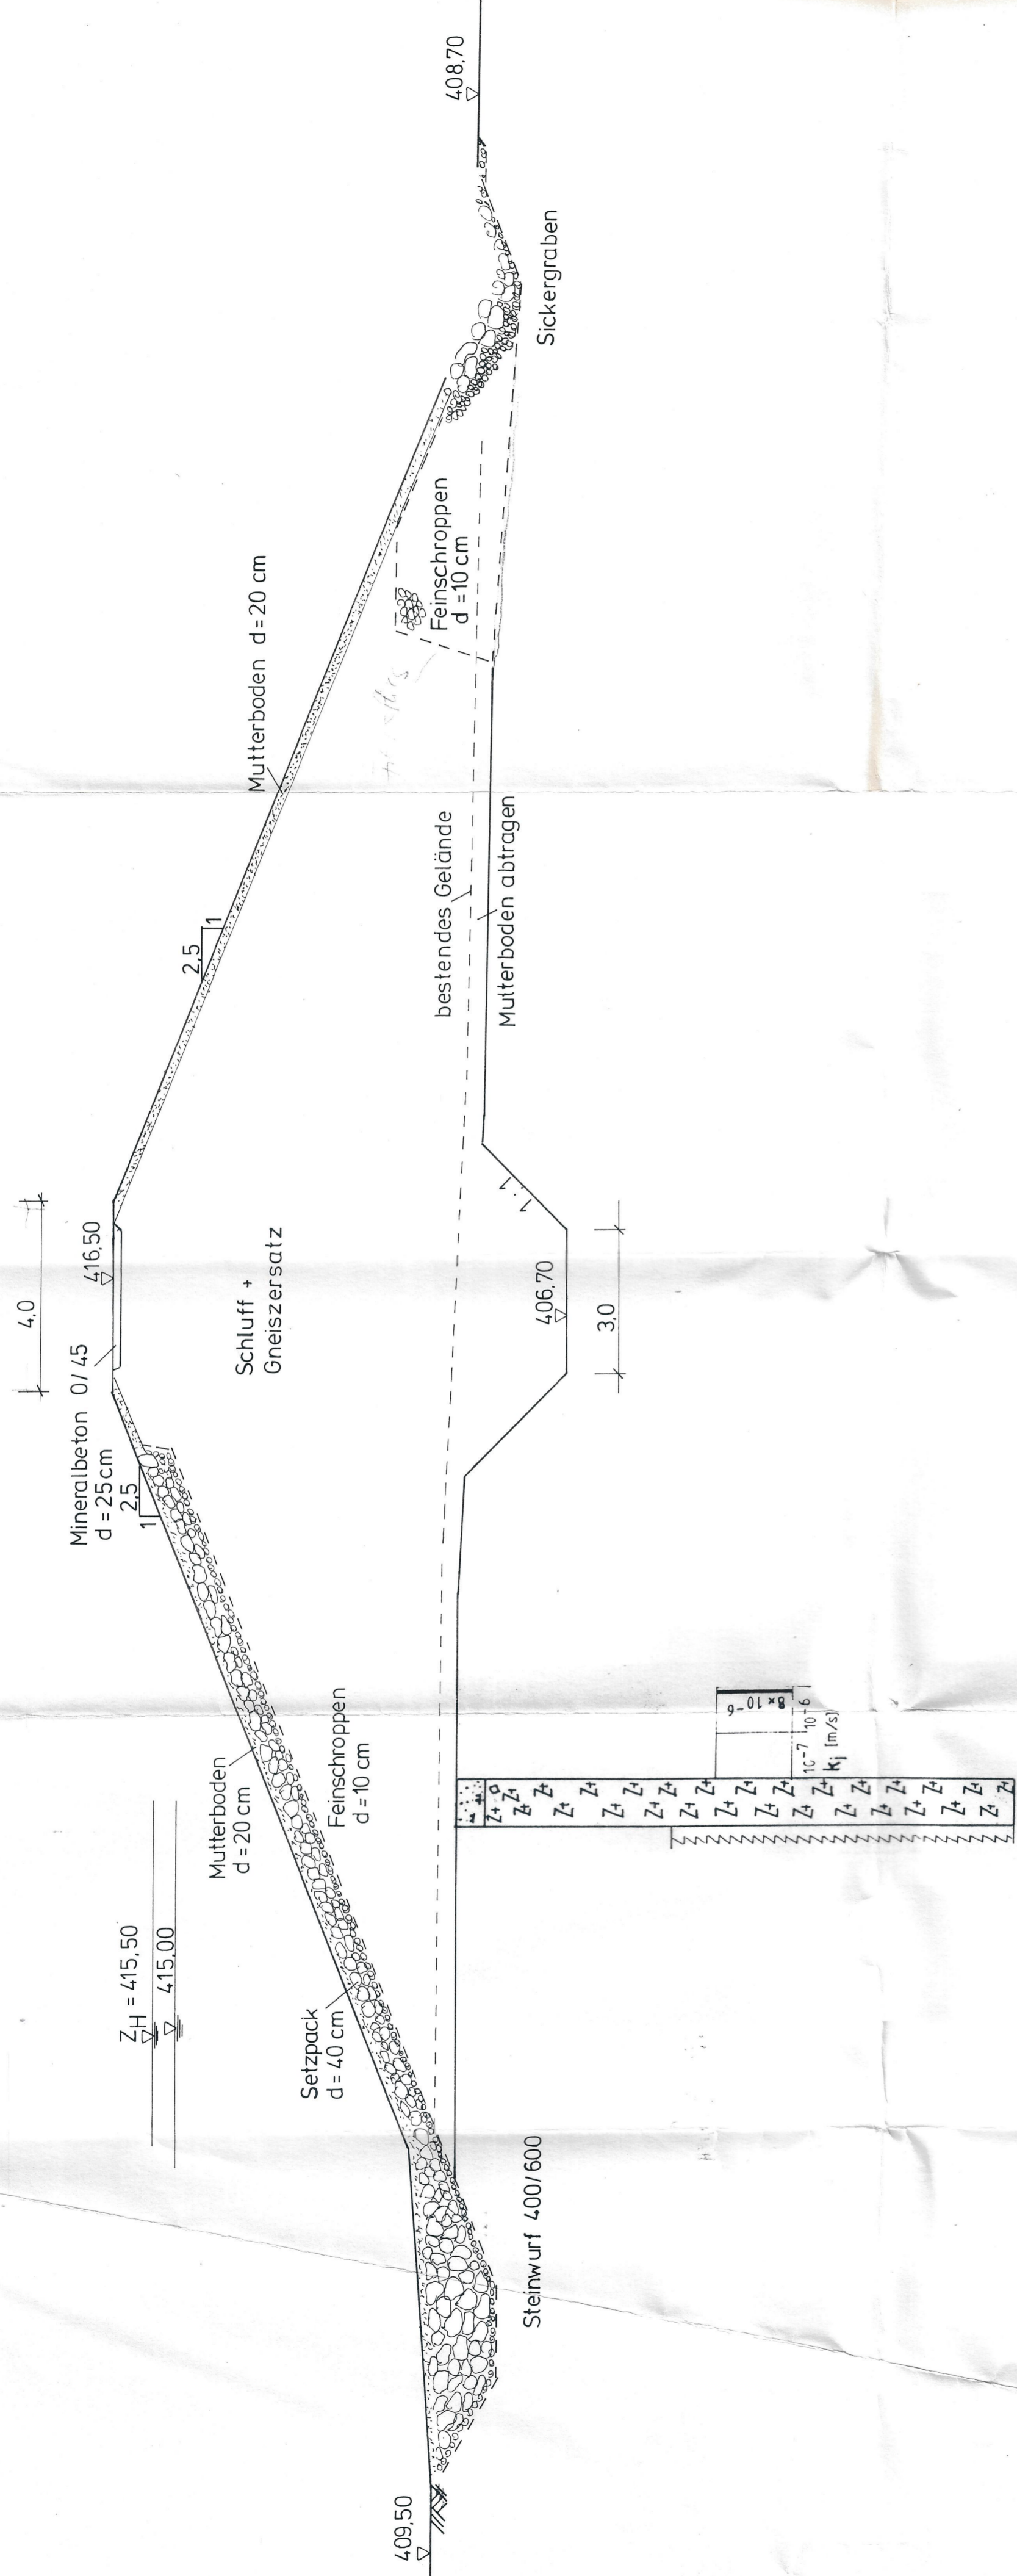 409,50
Steinwurf 400/600
Z_H = 415,50
415,00
Setzpack
d = 40 cm
Mutterboden
d = 20 cm
Feinschroppen
d = 10 cm
10⁻⁷ 10⁻⁶
k_i [m/s]
8 x 10⁻⁶
Mineralbeton 0/45
d = 25 cm
2,5
1
4,0
416,50
Schluff +
Gneiszersatz
406,70
3,0
1:1
2,5
1
bestendes Gelände
Mutterboden abtragen
Mutterboden d = 20 cm
Feinschroppen
d = 10 cm
Sickergraben
408,70